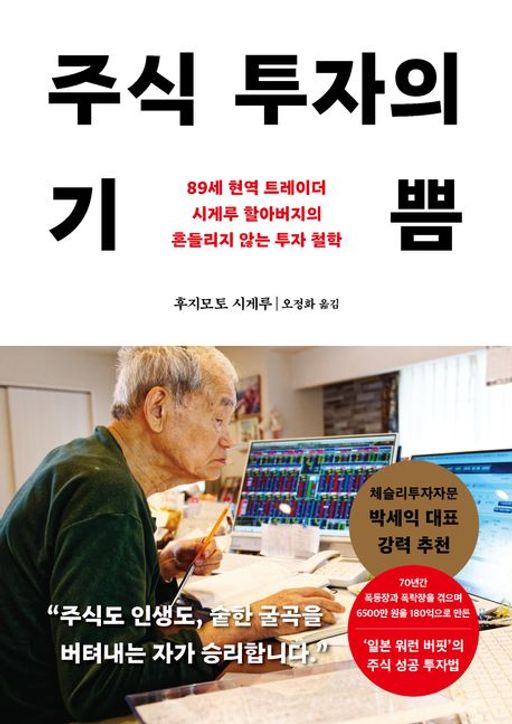 주식 투자의
기쁨
89세 현역 트레이더
시게루 할아버지의
흔들리지 않는 투자 철학
후지모토 시게루 | 오정화 옮김
체슬리투자자문
박세익 대표
강력 추천
70년간
폭등장과 폭락장을 겪으며
6500만 원을 180억으로 만든
‘일본 워런 버핏’의
주식 성공 투자법
“주식도 인생도, 숱한 굴곡을
버텨내는 자가 승리합니다.”